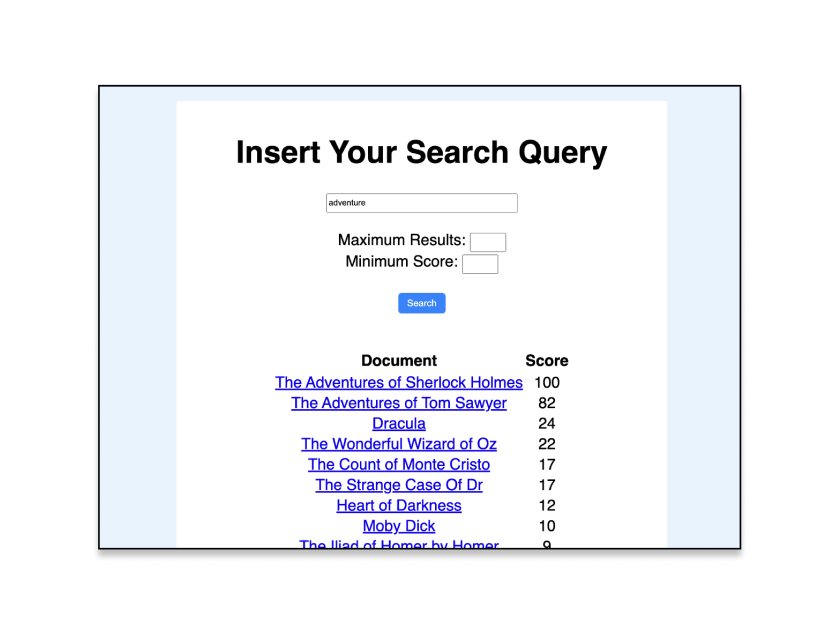 Insert Your Search Query
adventure
Maximum Results:
Minimum Score:
Search
Document Score
The Adventures of Sherlock Holmes 100
The Adventures of Tom Sawyer 82
Dracula 24
The Wonderful Wizard of Oz 22
The Count of Monte Cristo 17
The Strange Case Of Dr 17
Heart of Darkness 12
Moby Dick 10
The Iliad of Homer by Homer 9